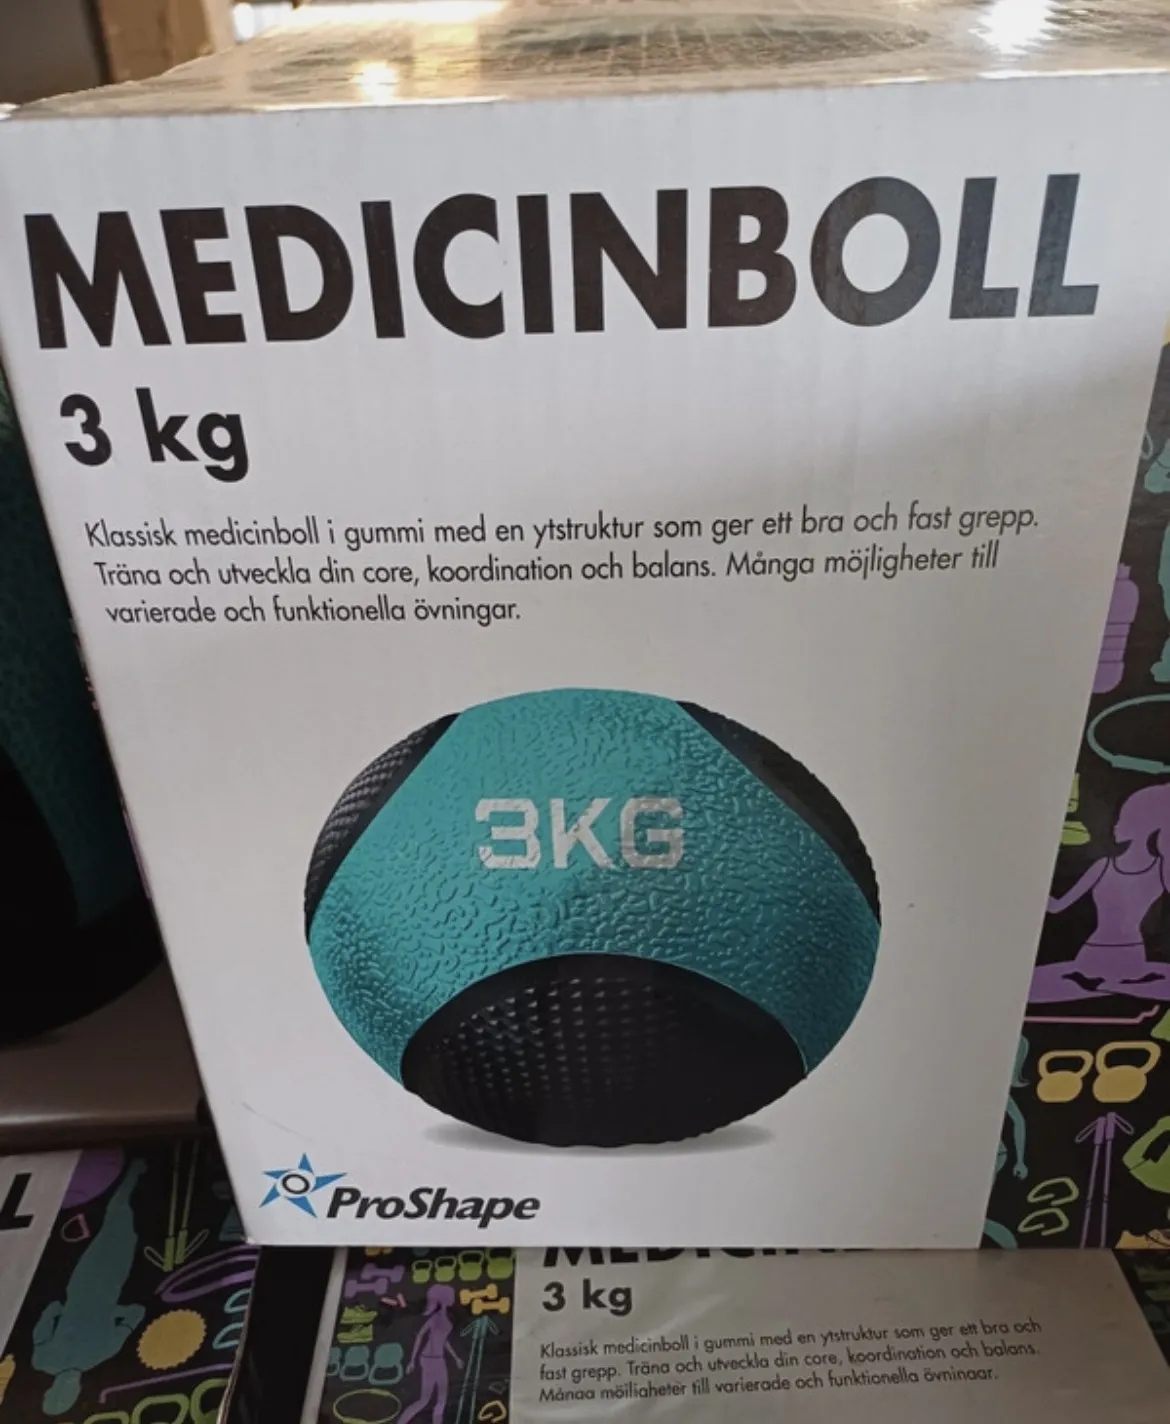 MEDICINBOLL
3 kg
Klassisk medicinboll i gummi med en ytstruktur som ger ett bra och fast grepp.
Träna och utveckla din core, koordination och balans. Många möjligheter till
varierade och funktionella övningar.
3KG
ProShape
L
3 kg
Klassisk medicinboll i gummi med en ytstruktur som ger ett bra och
fast grepp. Träna och utveckla din core, koordination och balans.
Många möjligheter till varierade och funktionella övningar.